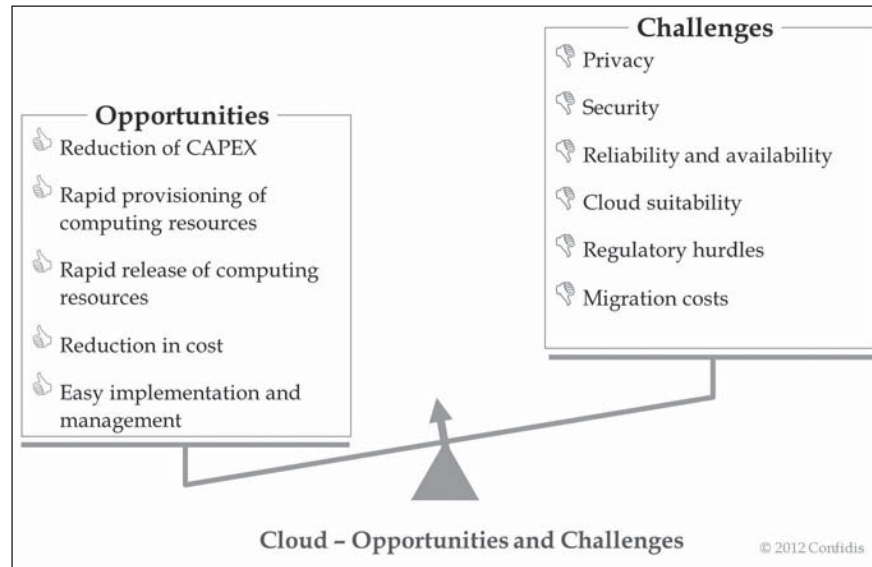 Opportunities
Reduction of CAPEX
Rapid provisioning of
computing resources
Rapid release of computing
resources
Reduction in cost
Easy implementation and
management
Challenges
Privacy
Security
Reliability and availability
Cloud suitability
Regulatory hurdles
Migration costs
Cloud – Opportunities and Challenges
© 2012 Confidis